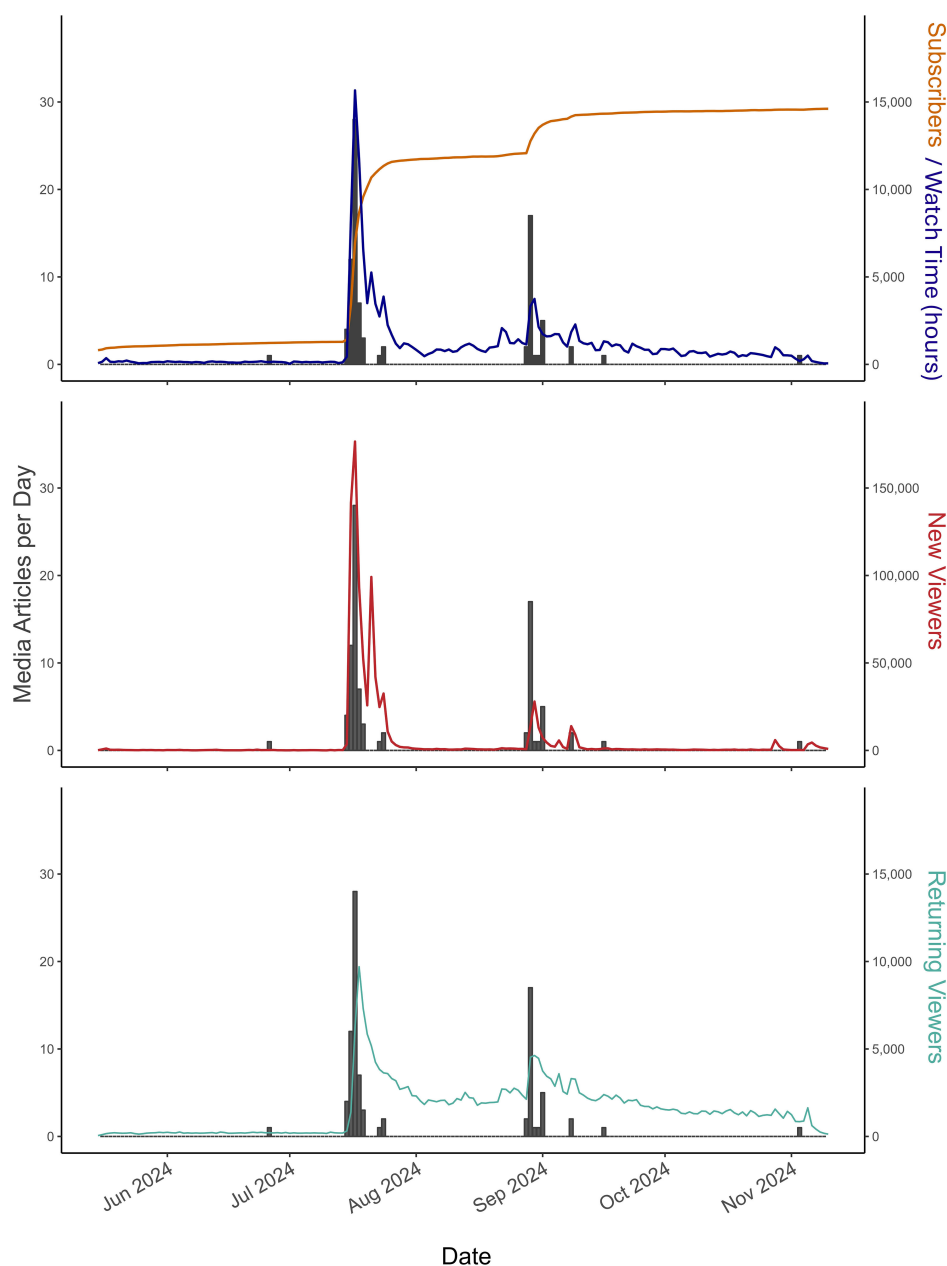 30
20
10
0
15,000
10,000
5,000
0
Subscribers / Watch Time (hours)
Media Articles per Day
30
20
10
0
150,000
100,000
50,000
0
New Viewers
30
20
10
0
15,000
10,000
5,000
0
Returning Viewers
Jun 2024
Jul 2024
Aug 2024
Sep 2024
Oct 2024
Nov 2024
Date